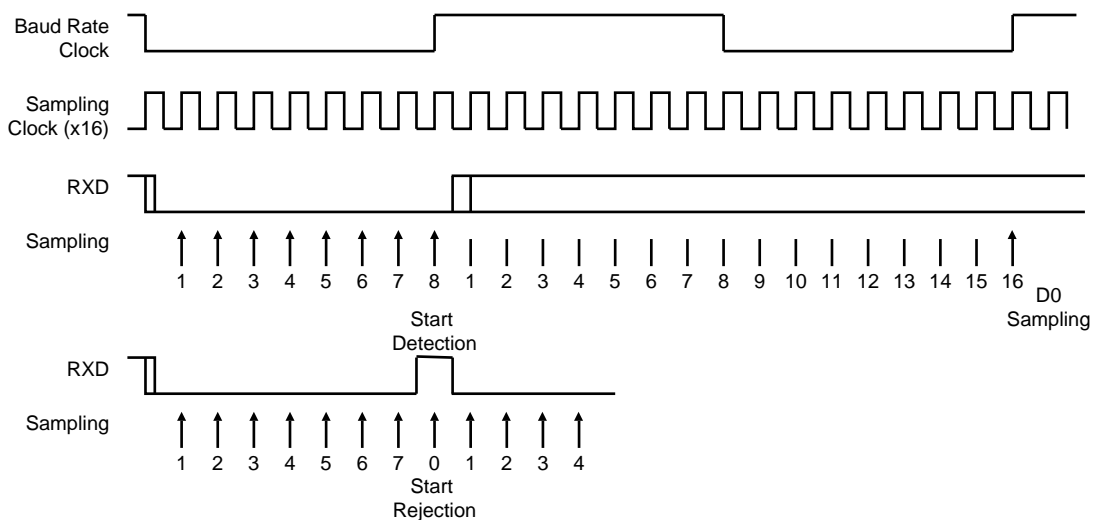 Baud Rate
Clock
Sampling
Clock (x16)
RXD
Sampling
1 2 3 4 5 6 7 8 1 2 3 4 5 6 7 8 9 10 11 12 13 14 15 16
D0
Sampling
Start
Detection
RXD
Sampling
1 2 3 4 5 6 7 0 1 2 3 4
Start
Rejection